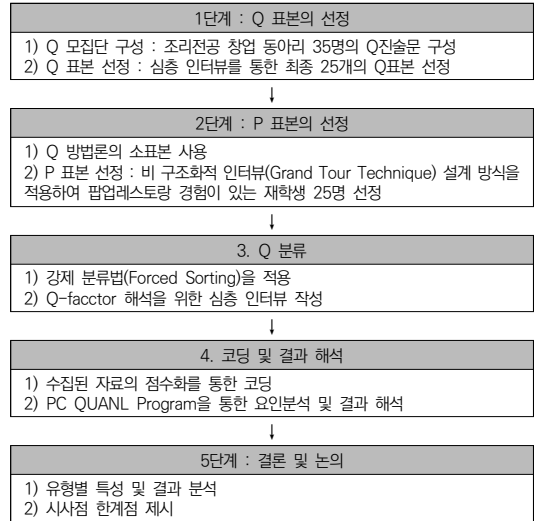 1단계 : Q 표본의 선정
1) Q 모집단 구성 : 조리전공 창업 동아리 35명의 Q진술문 구성
2) Q 표본 선정 : 심층 인터뷰를 통한 최종 25개의 Q표본 선정
↓
2단계 : P 표본의 선정
1) Q 방법론의 소표본 사용
2) P 표본 선정 : 비 구조화적 인터뷰(Grand Tour Technique) 설계 방식을
적용하여 팝업레스토랑 경험이 있는 재학생 25명 선정
↓
3. Q 분류
1) 강제 분류법(Forced Sorting)을 적용
2) Q-facctor 해석을 위한 심층 인터뷰 작성
↓
4. 코딩 및 결과 해석
1) 수집된 자료의 점수화를 통한 코딩
2) PC QUANL Program을 통한 요인분석 및 결과 해석
↓
5단계 : 결론 및 논의
1) 유형별 특성 및 결과 분석
2) 시사점 한계점 제시